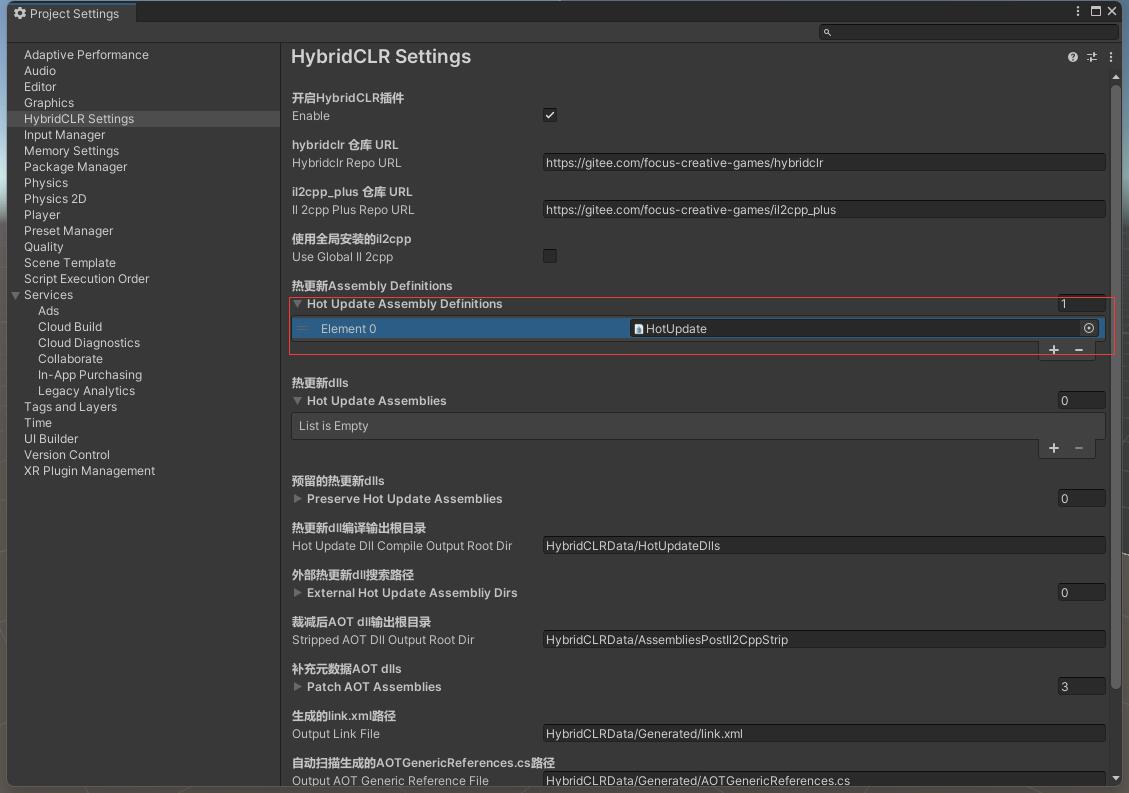 Project Settings
Adaptive Performance
Audio
Editor
Graphics
HybridCLR Settings
Input Manager
Memory Settings
Package Manager
Physics
Physics 2D
Player
Preset Manager
Quality
Scene Template
Script Execution Order
Services
Ads
Cloud Build
Cloud Diagnostics
Collaborate
In-App Purchasing
Legacy Analytics
Tags and Layers
Time
UI Builder
Version Control
XR Plugin Management
HybridCLR Settings
开启HybridCLR插件
Enable
hybridclr 仓库 URL
Hybridclr Repo URL https://gitee.com/focus-creative-games/hybridclr
il2cpp_plus 仓库 URL
Il 2cpp Plus Repo URL https://gitee.com/focus-creative-games/il2cpp_plus
使用全局安装的il2cpp
Use Global Il 2cpp
热更新Assembly Definitions
Hot Update Assembly Definitions 1
Element 0 HotUpdate
+ −
热更新dlls
Hot Update Assemblies 0
List is Empty
+ −
预留的热更新dlls
Preserve Hot Update Assemblies 0
热更新dll编译输出根目录
Hot Update Dll Compile Output Root Dir HybridCLRData/HotUpdateDlls
外部热更新dll搜索路径
External Hot Update Assembliy Dirs 0
裁减后AOT dll输出根目录
Stripped AOT Dll Output Root Dir HybridCLRData/AssembliesPostIl2CppStrip
补充元数据AOT dlls
Patch AOT Assemblies 3
生成的link.xml路径
Output Link File HybridCLRData/Generated/link.xml
自动扫描生成的AOTGenericReferences.cs路径
Output AOT Generic Reference File HybridCLRData/Generated/AOTGenericReferences.cs